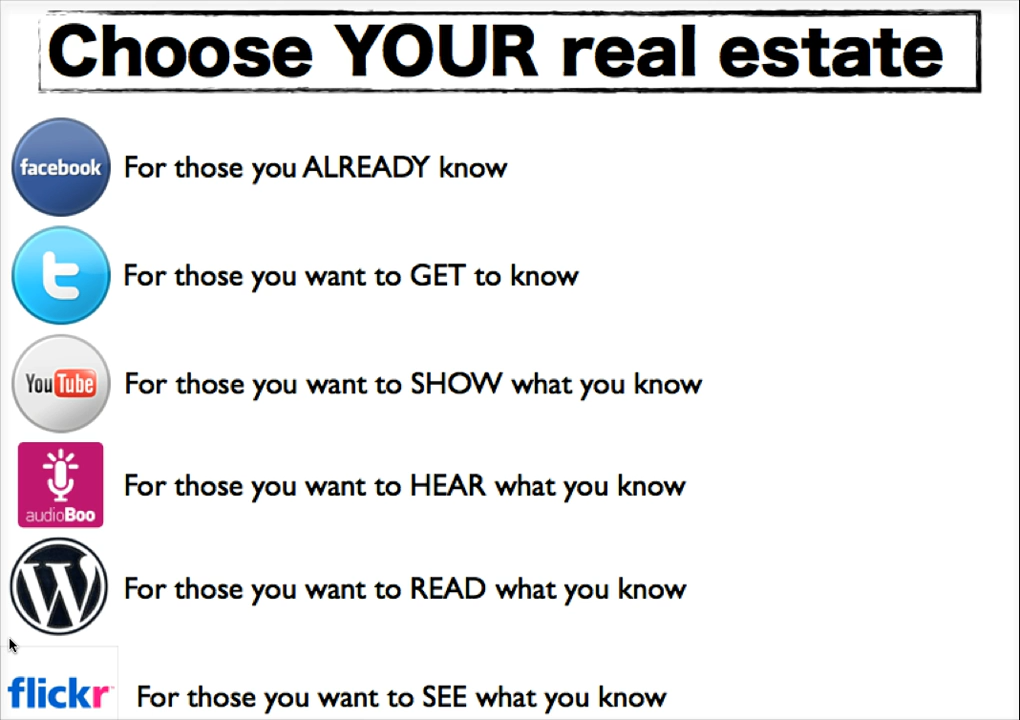 Choose YOUR real estate
facebook For those you ALREADY know
t For those you want to GET to know
YouTube For those you want to SHOW what you know
audioBoo For those you want to HEAR what you know
W For those you want to READ what you know
flickr For those you want to SEE what you know